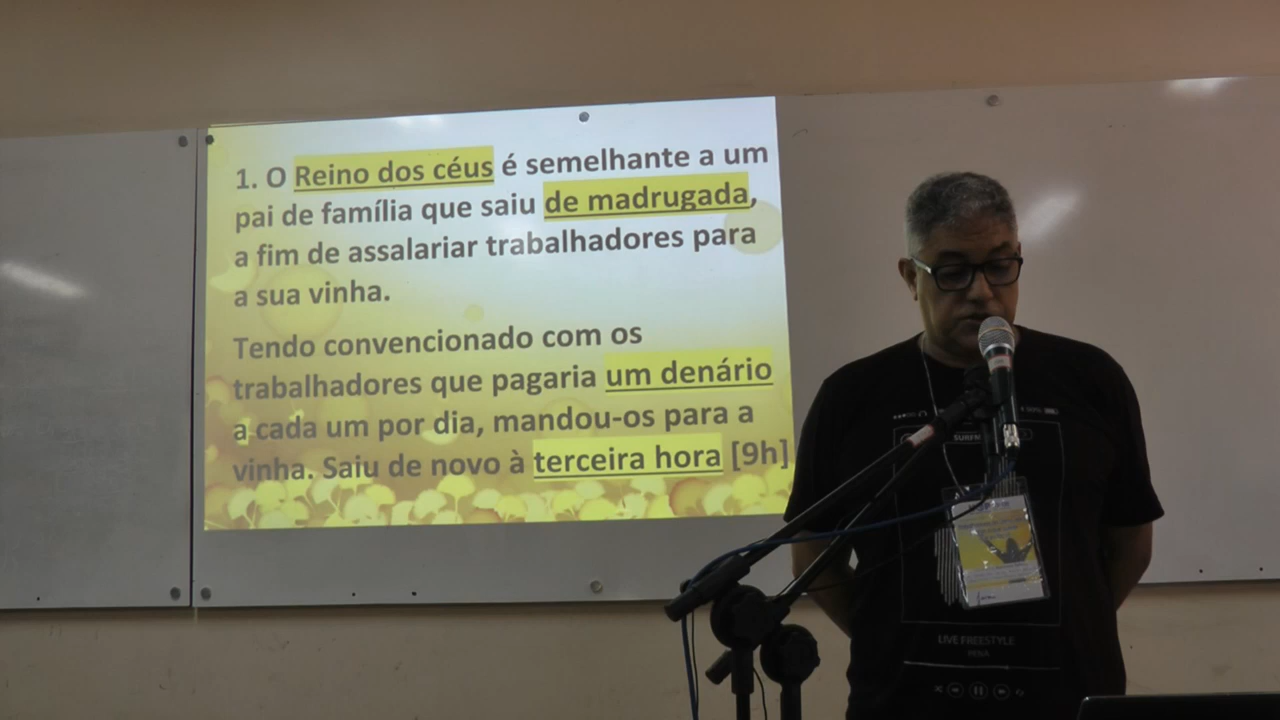 1. O Reino dos céus é semelhante a um
pai de família que saiu de madrugada,
a fim de assalariar trabalhadores para
a sua vinha.
Tendo convencionado com os
trabalhadores que pagaria um denário
a cada um por dia, mandou-os para a
vinha. Saiu de novo à terceira hora [9h]
LIVE FREESTYLE